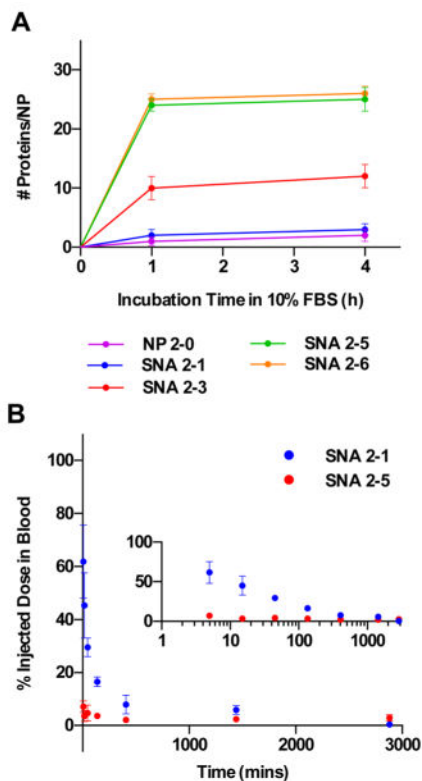 A
30
20
10
0
# Proteins/NP
0 1 2 3 4
Incubation Time in 10% FBS (h)
NP 2-0
SNA 2-1
SNA 2-3
SNA 2-5
SNA 2-6
B
100
80
60
40
20
0
% Injected Dose in Blood
SNA 2-1
SNA 2-5
100
50
0
1 10 100 1000
1000 2000 3000
Time (mins)